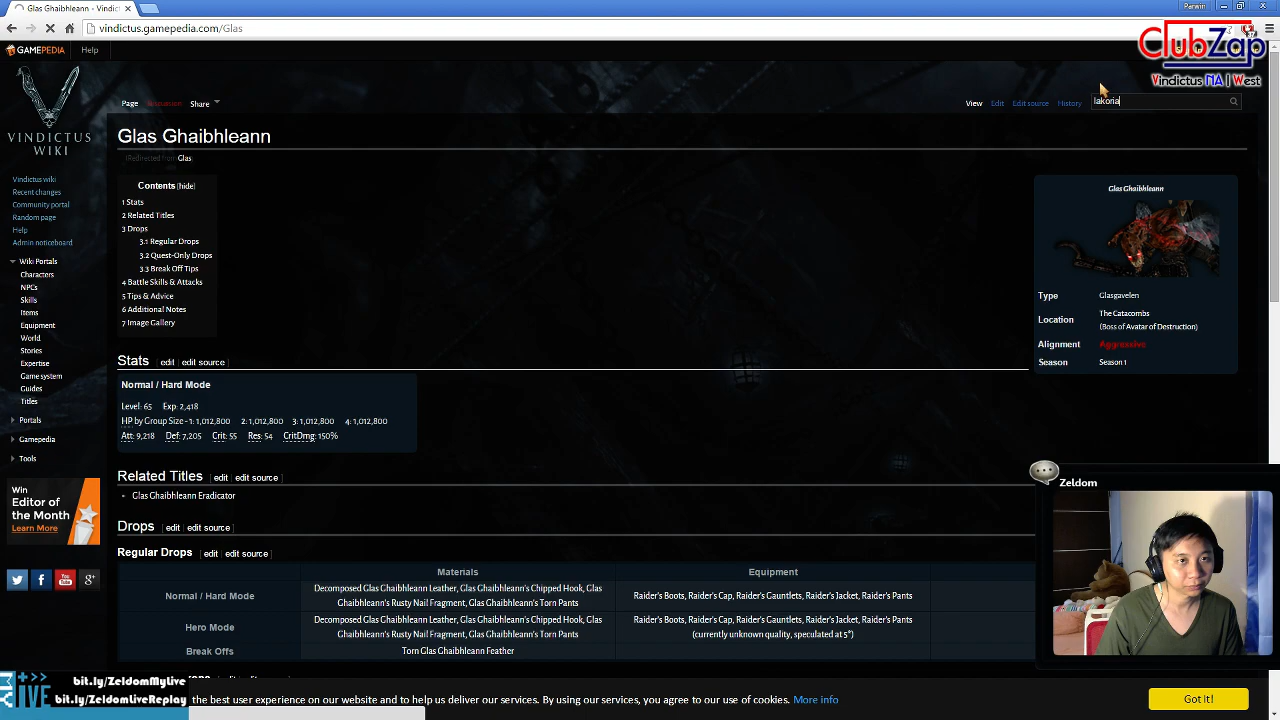 Glas Ghaibhleann - Vindict
Parwin
vindictus.gamepedia.com/Glas
GAMEPEDIA Help
ClubZap
Vindictus NA | West
Page Discussion Share
View Edit Edit source History
lakoria
VINDICTUS
WIKI
Glas Ghaibhleann
(Redirected from Glas)
Vindictus wiki
Recent changes
Community portal
Random page
Help
Admin noticeboard
Wiki Portals
Characters
NPCs
Skills
Items
Equipment
World
Stories
Expertise
Game system
Guides
Titles
Portals
Gamepedia
Tools
Win
Editor of
the Month
Learn More
Contents [hide]
1 Stats
2 Related Titles
3 Drops
3.1 Regular Drops
3.2 Quest-Only Drops
3.3 Break Off Tips
4 Battle Skills & Attacks
5 Tips & Advice
6 Additional Notes
7 Image Gallery
Glas Ghaibhleann
Type Glasgavelen
Location The Catacombs
(Boss of Avatar of Destruction)
Alignment Aggressive
Season Season 1
Stats [ edit | edit source ]
Normal / Hard Mode
Level: 65 Exp: 2,418
HP by Group Size - 1: 1,012,800 2: 1,012,800 3: 1,012,800 4: 1,012,800
Att: 9,218 Def: 7,205 Crit: 55 Res: 54 CritDmg: 150%
Related Titles [ edit | edit source ]
Glas Ghaibhleann Eradicator
Drops [ edit | edit source ]
Regular Drops [ edit | edit source ]
Materials Equipment
Normal / Hard Mode
Decomposed Glas Ghaibhleann Leather, Glas Ghaibhleann's Chipped Hook, Glas
Ghaibhleann's Rusty Nail Fragment, Glas Ghaibhleann's Torn Pants
Raider's Boots, Raider's Cap, Raider's Gauntlets, Raider's Jacket, Raider's Pants
Hero Mode
Decomposed Glas Ghaibhleann Leather, Glas Ghaibhleann's Chipped Hook, Glas
Ghaibhleann's Rusty Nail Fragment, Glas Ghaibhleann's Torn Pants
Raider's Boots, Raider's Cap, Raider's Gauntlets, Raider's Jacket, Raider's Pants
(currently unknown quality, speculated at 5*)
Break Offs
Torn Glas Ghaibhleann Feather
Zeldom
LIVE
bit.ly/ZeldomMyLive
bit.ly/ZeldomLiveReplay
the best user experience on our website and to help us deliver our services. By using our services, you agree to our use of cookies. More info
Got It!